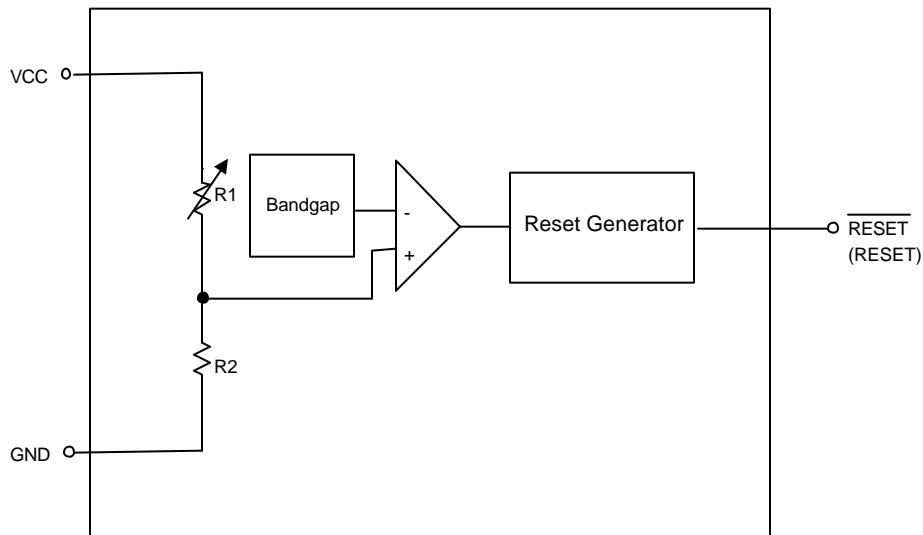 VCC
R1
Bandgap
-
+
Reset Generator
RESET
(RESET)
R2
GND